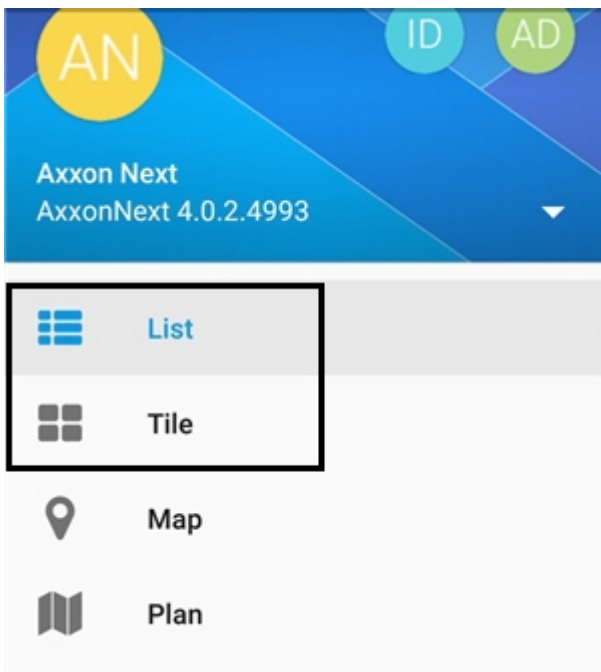 AN
ID
AD
Axxon Next
AxxonNext 4.0.2.4993
List
Tile
Map
Plan